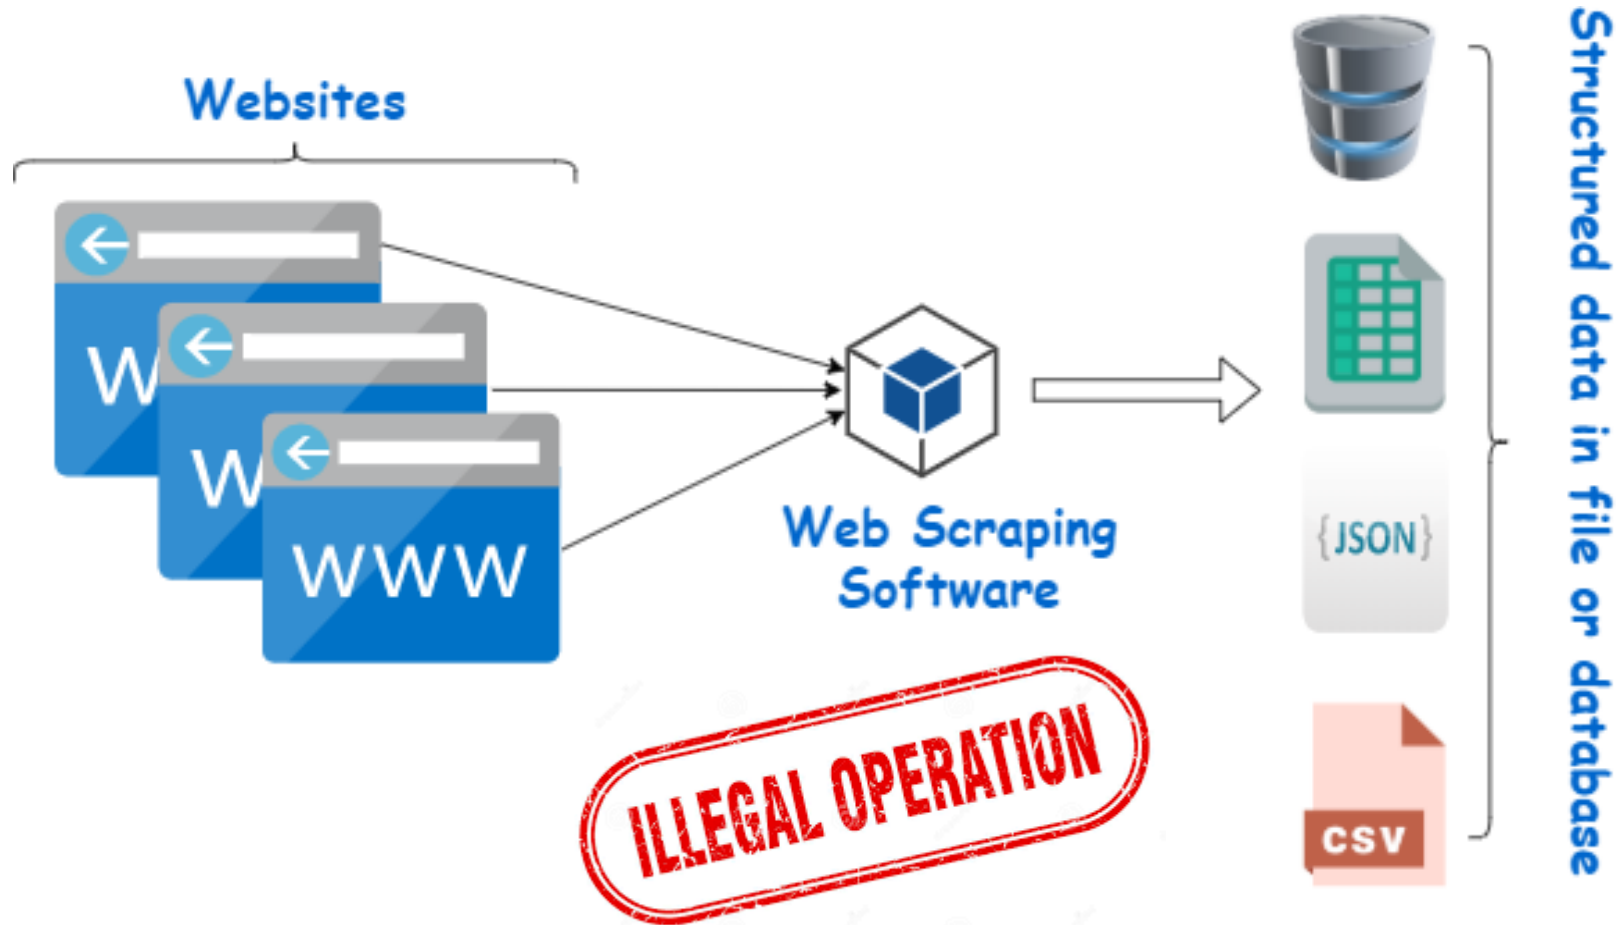 Websites
W
W
WWW
Web Scraping
Software
ILLEGAL OPERATION
{JSON}
CSV
Structured data in file or database